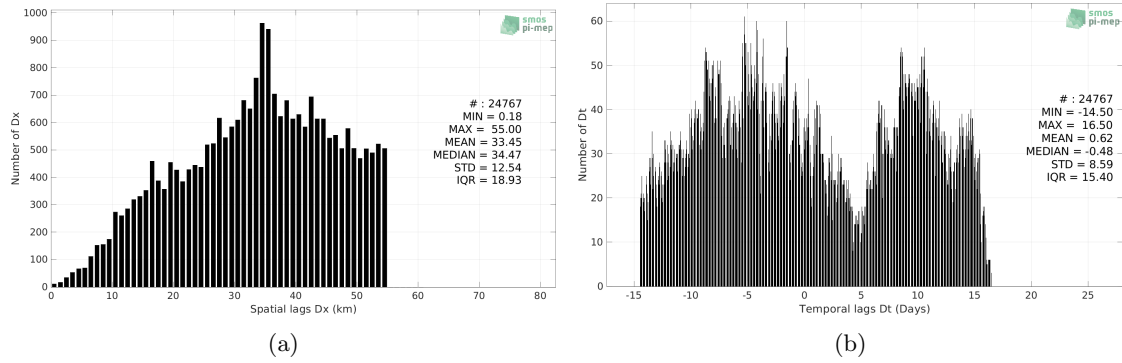 1000
900
800
700
600
500
400
300
200
100
0
Number of Dx
0 10 20 30 40 50 60 70 80
Spatial lags Dx (km)
smos
pi-mep
# : 24767
MIN = 0.18
MAX = 55.00
MEAN = 33.45
MEDIAN = 34.47
STD = 12.54
IQR = 18.93
(a)
60
50
40
30
20
10
0
Number of Dt
-15 -10 -5 0 5 10 15 20 25
Temporal lags Dt (Days)
smos
pi-mep
# : 24767
MIN = -14.50
MAX = 16.50
MEAN = 0.62
MEDIAN = -0.48
STD = 8.59
IQR = 15.40
(b)